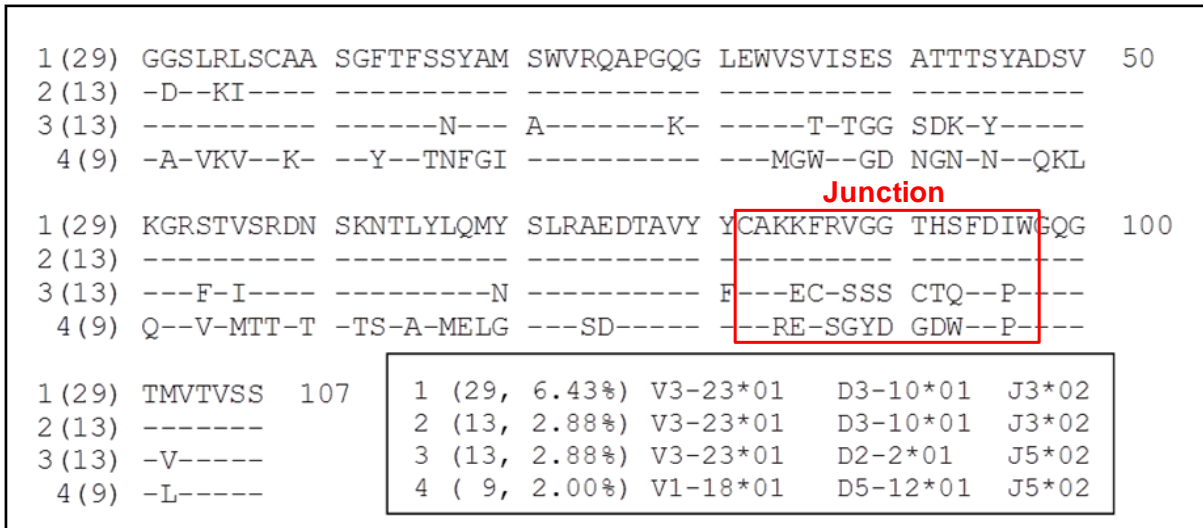 1(29) GGSLRLSCAA SGFTFSSYAM SWVRQAPGQG LEWVSVISES ATTTSYADSV 50
2(13) -D--KI---- ---------- ---------- ---------- ----------
3(13) ---------- ------N--- A-------K- -----T-TGG SDK-Y-----
4(9) -A-VKV--K- --Y--TNFGI ---------- ---MGW--GD NGN-N--QKL
Junction
1(29) KGRSTVSRDN SKNTLYLQMY SLRAEDTAVY YCAKKFRVGG THSFDIWGQG 100
2(13) ---------- ---------- ---------- ---------- ----------
3(13) ---F-I---- ---------N ---------- F---EC-SSS CTQ--P----
4(9) Q--V-MTT-T -TS-A-MELG ---SD----- ---RE-SGYD GDW--P----
1(29) TMVTVSS 107
2(13) -------
3(13) -V-----
4(9) -L-----
1 (29, 6.43%) V3-23*01 D3-10*01 J3*02
2 (13, 2.88%) V3-23*01 D3-10*01 J3*02
3 (13, 2.88%) V3-23*01 D2-2*01 J5*02
4 ( 9, 2.00%) V1-18*01 D5-12*01 J5*02